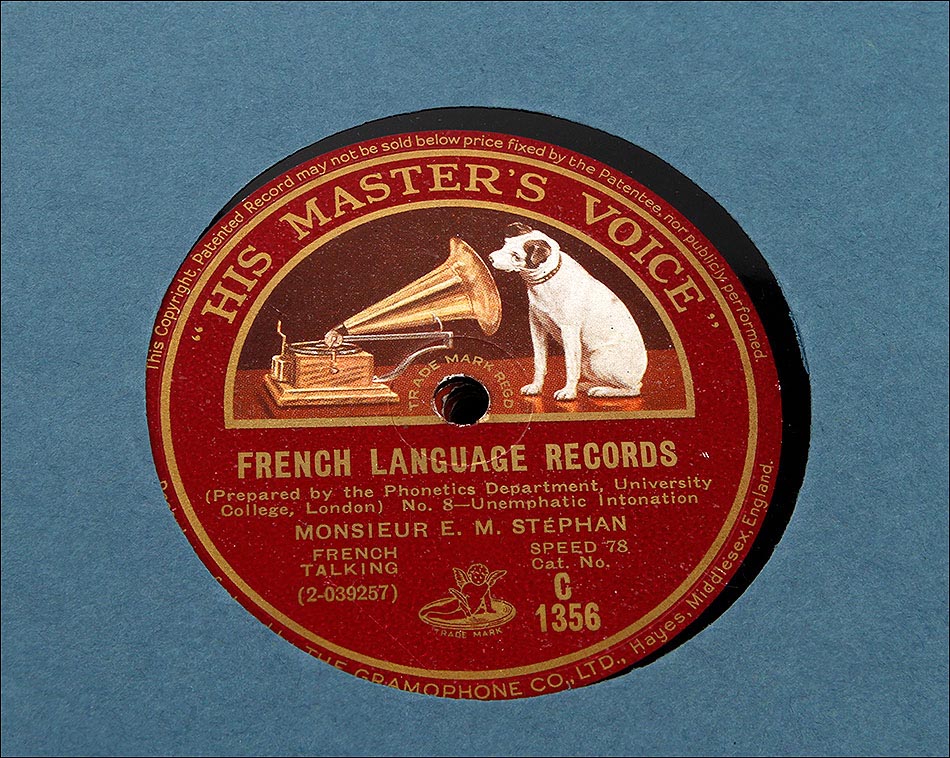 This Copyright, Patented Record may not be sold below price fixed by the Patentee, nor publicly performed.
"HIS MASTER'S VOICE"
TRADE MARK REGD
FRENCH LANGUAGE RECORDS
(Prepared by the Phonetics Department, University
College, London) No. 8—Unemphatic Intonation
MONSIEUR E. M. STÉPHAN
FRENCH
TALKING
(2-039257)
SPEED 78
Cat. No.
C
1356
TRADE MARK
THE GRAMOPHONE CO., LTD., Hayes, Middlesex, England.